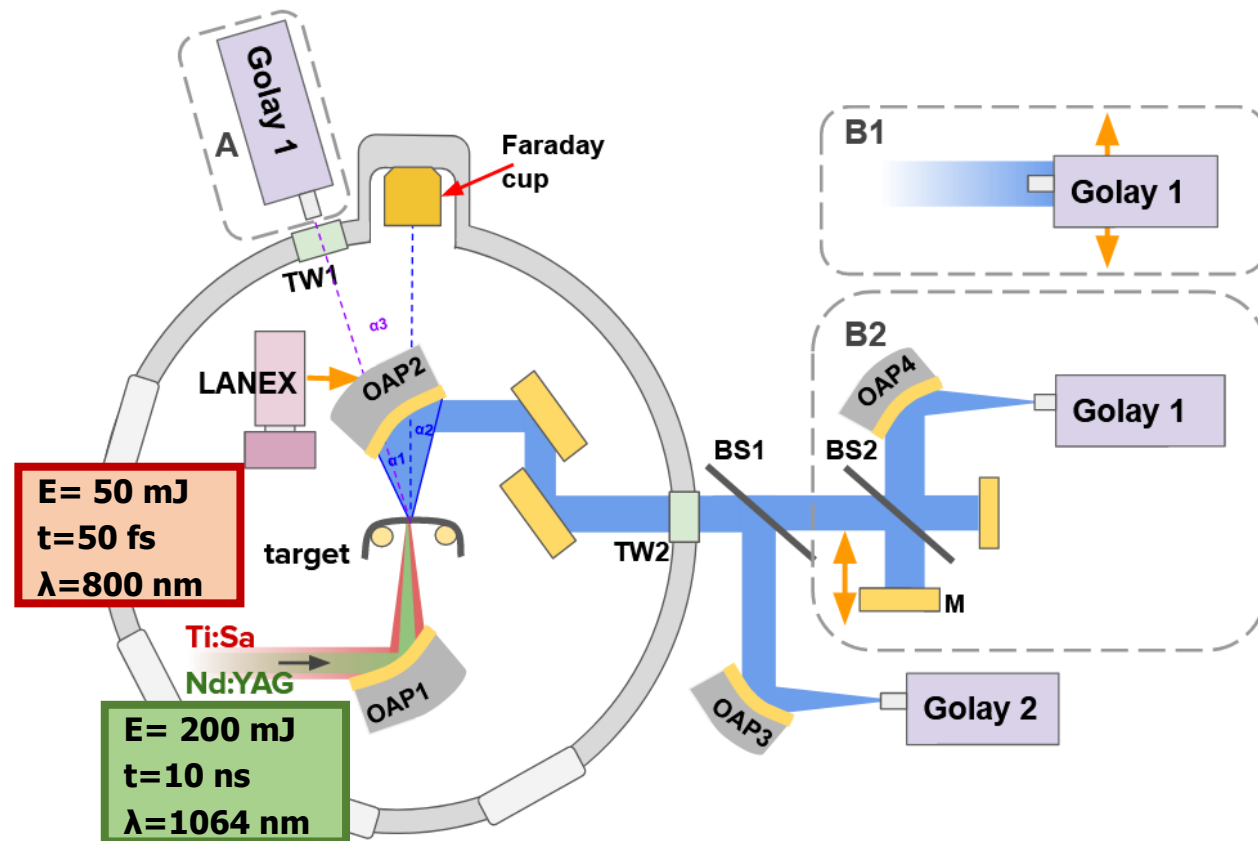 Golay 1
A
Faraday
cup
TW1
B1
Golay 1
α3
LANEX
OAP2
α2
α1
B2
OAP4
Golay 1
BS1
BS2
E= 50 mJ
t=50 fs
λ=800 nm
target
TW2
M
Ti:Sa
Nd:YAG
OAP1
OAP3
Golay 2
E= 200 mJ
t=10 ns
λ=1064 nm